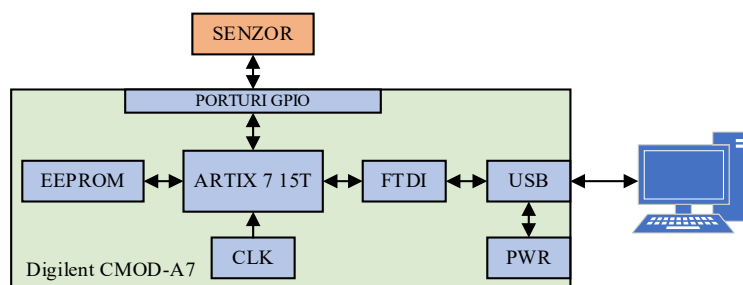 SENZOR
PORTURI GPIO
EEPROM
ARTIX 7 15T
FTDI
USB
CLK
PWR
Digilent CMOD-A7